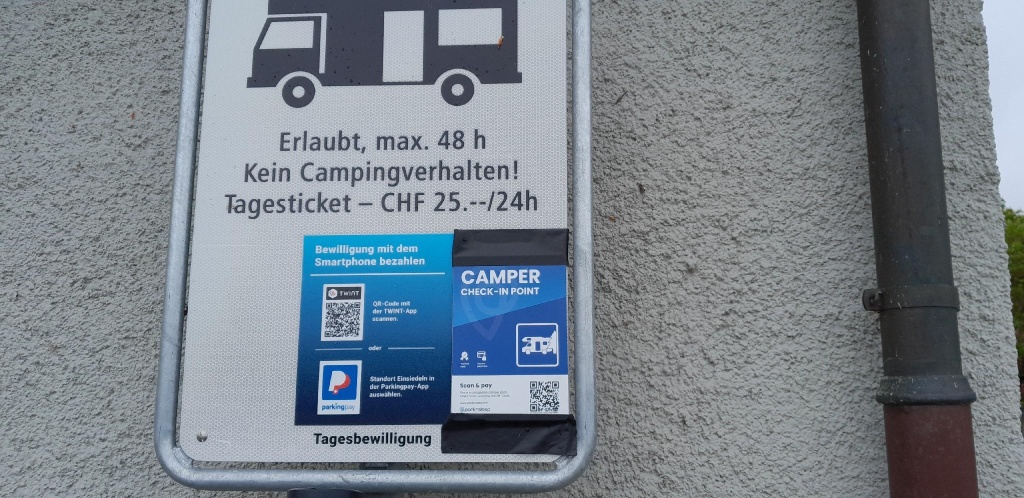 Erlaubt, max. 48 h
Kein Campingverhalten!
Tagesticket – CHF 25.--/24h
Bewilligung mit dem
Smartphone bezahlen
TWINT
QR-Code mit
der TWINT-App
scannen.
oder
parkingpay
Standort Einsiedeln in
der Parkingpay-App
auswählen.
Tagesbewilligung
CAMPER
CHECK-IN POINT
Scan & pay